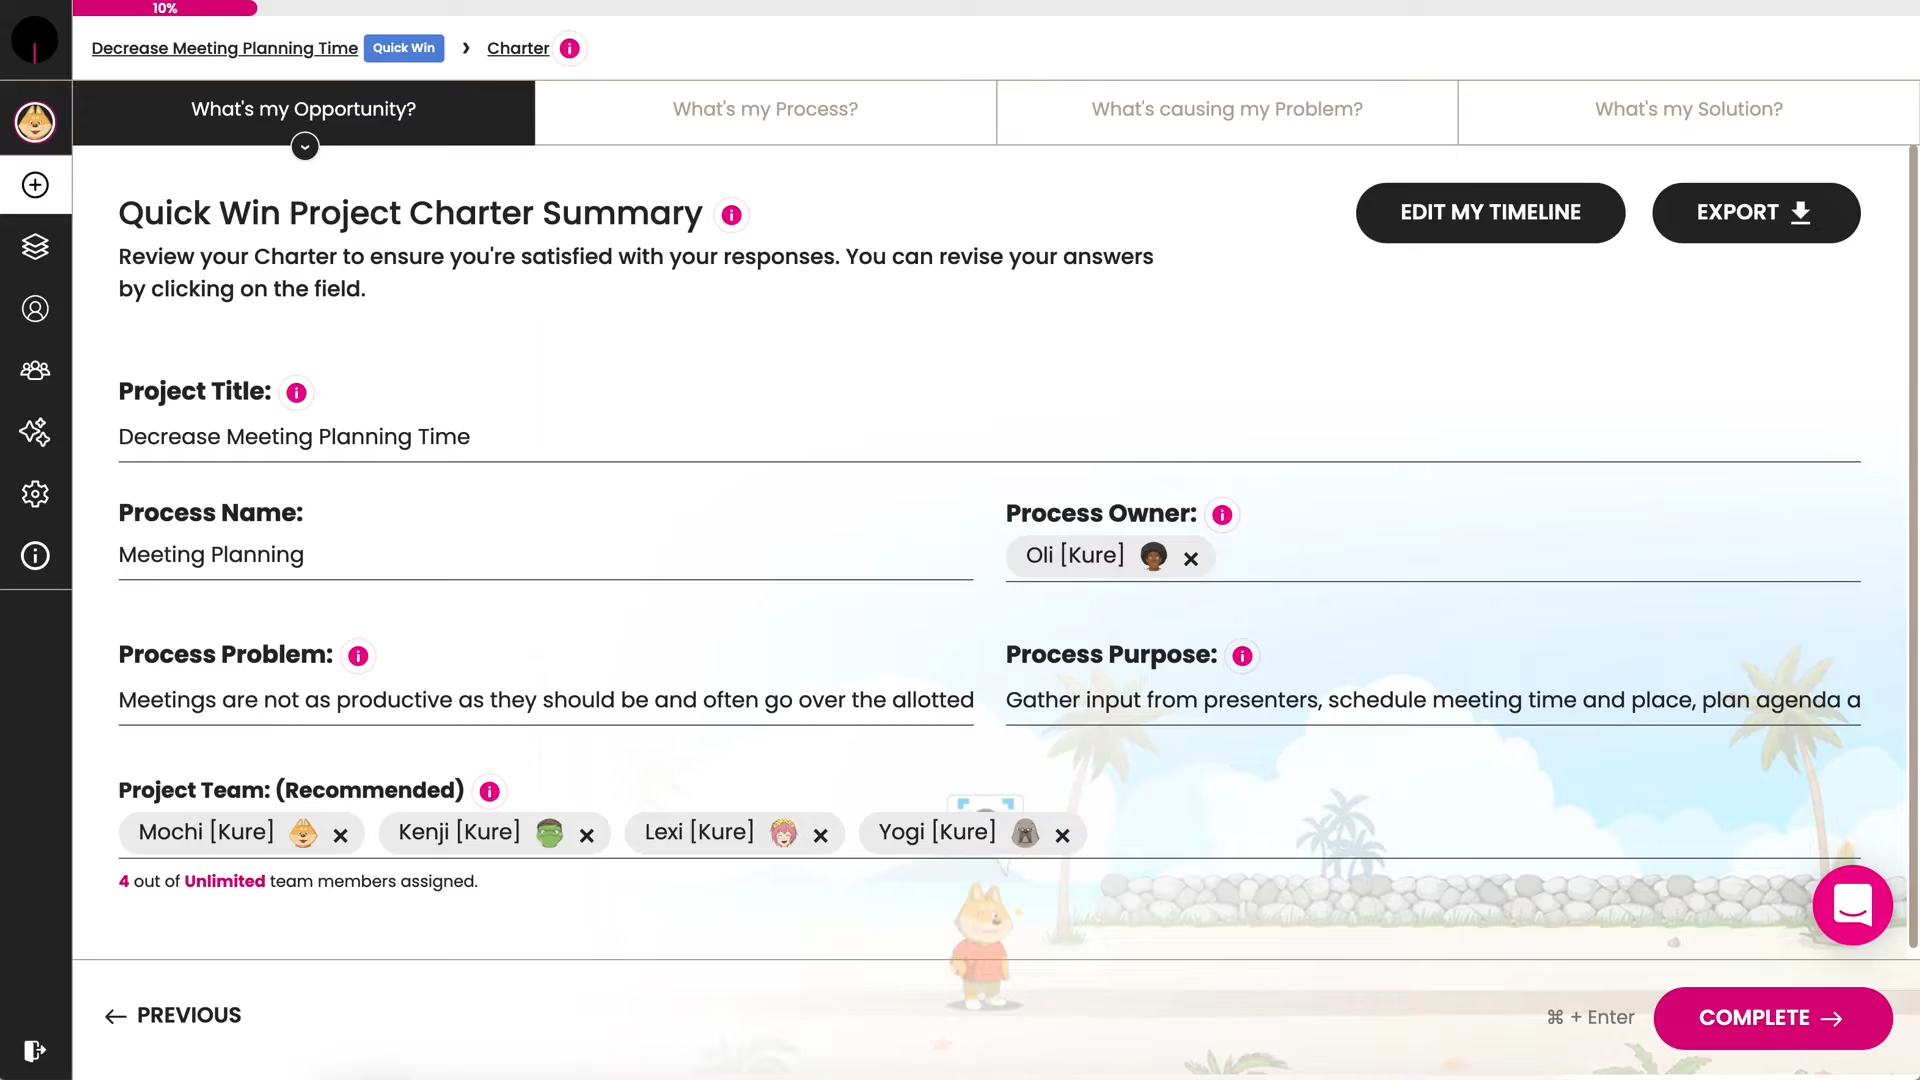 10%
Decrease Meeting Planning Time Quick Win › Charter
What's my Opportunity?
What's my Process?
What's causing my Problem?
What's my Solution?
Quick Win Project Charter Summary
EDIT MY TIMELINE
EXPORT
Review your Charter to ensure you're satisfied with your responses. You can revise your answers
by clicking on the field.
Project Title:
Decrease Meeting Planning Time
Process Name:
Meeting Planning
Process Owner:
Oli [Kure]
Process Problem:
Meetings are not as productive as they should be and often go over the allotted
Process Purpose:
Gather input from presenters, schedule meeting time and place, plan agenda a
Project Team: (Recommended)
Mochi [Kure] Kenji [Kure] Lexi [Kure] Yogi [Kure]
4 out of Unlimited team members assigned.
← PREVIOUS
⌘ + Enter
COMPLETE →